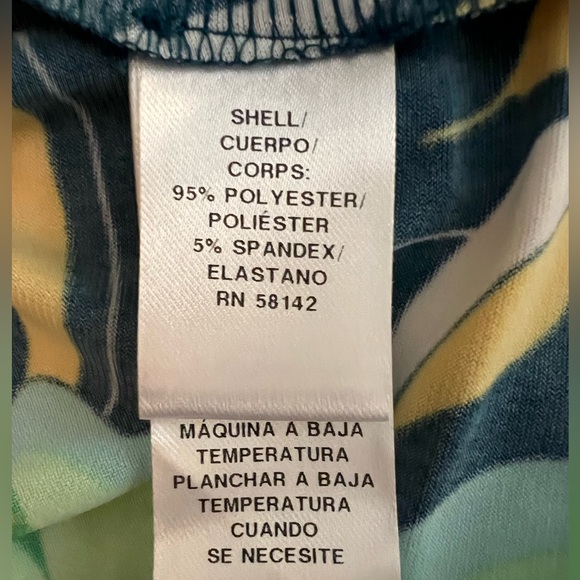 SHELL/
CUERPO/
CORPS:
95% POLYESTER/
POLIÉSTER
5% SPANDEX/
ELASTANO
RN 58142
MÁQUINA A BAJA
TEMPERATURA
PLANCHAR A BAJA
TEMPERATURA
CUANDO
SE NECESITE